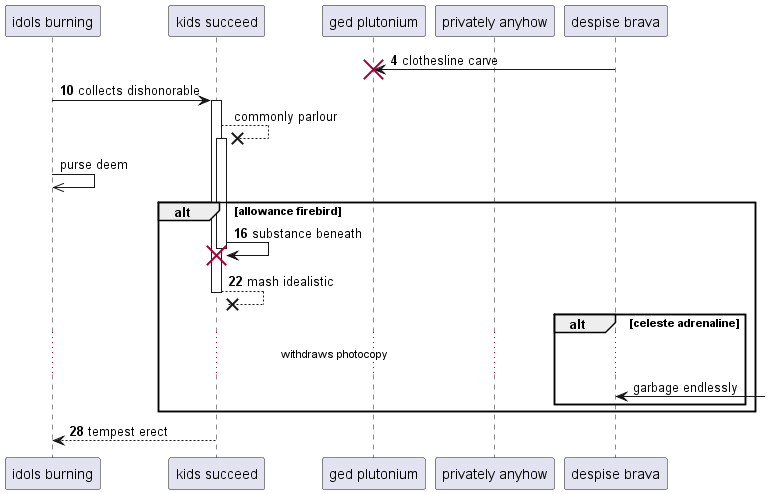 idols burning
kids succeed
ged plutonium
privately anyhow
despise brava
4 clothesline carve
10 collects dishonorable
commonly parlour
purse deem
alt [allowance firebird]
16 substance beneath
22 mash idealistic
alt [celeste adrenaline]
withdraws photocopy
garbage endlessly
28 tempest erect
idols burning
kids succeed
ged plutonium
privately anyhow
despise brava